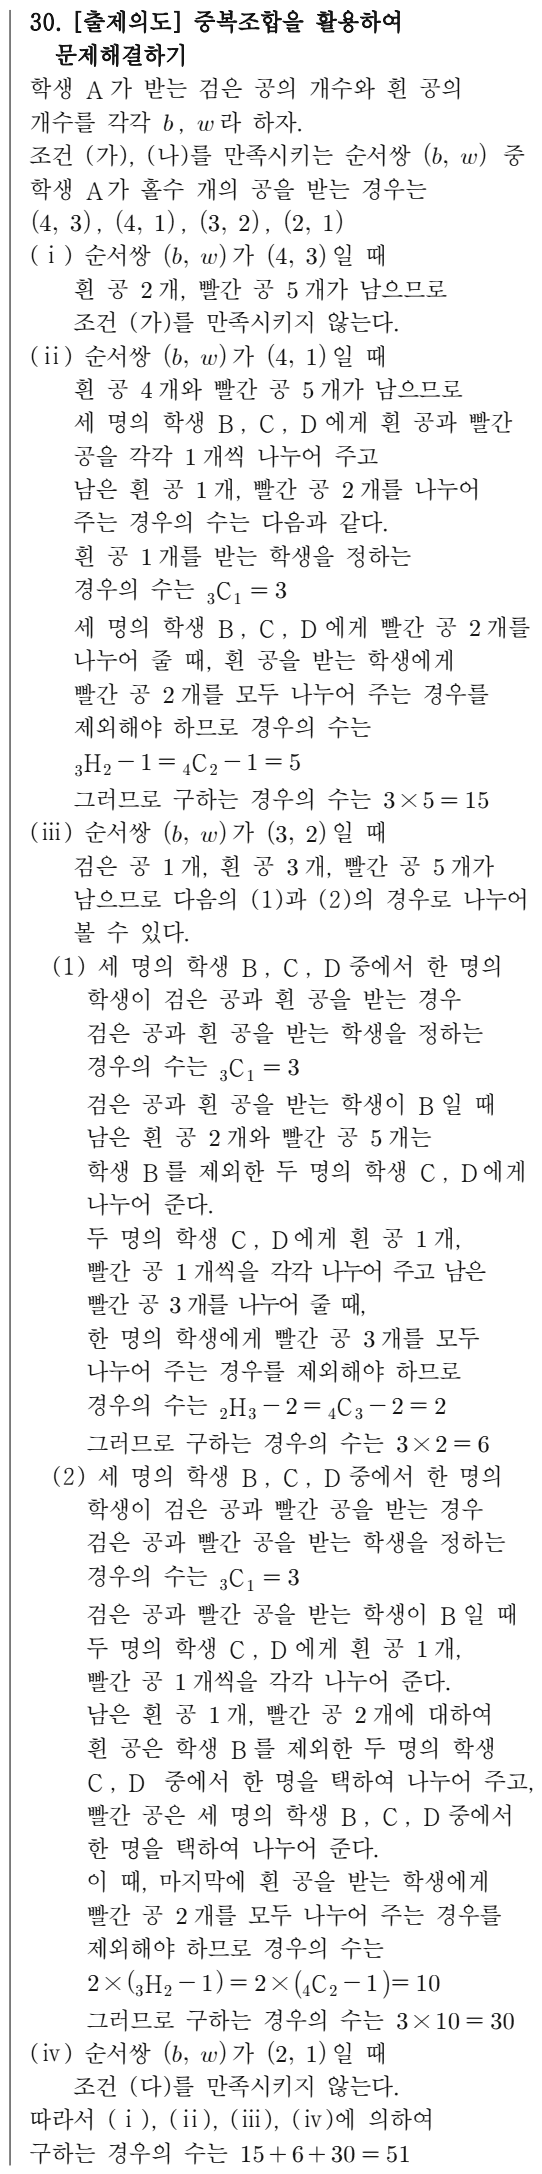 30. [출제의도] 중복조합을 활용하여
문제해결하기
학생 A가 받는 검은 공의 개수와 흰 공의
개수를 각각 b, w라 하자.
조건 (가), (나)를 만족시키는 순서쌍 (b, w) 중
학생 A가 홀수 개의 공을 받는 경우는
(4, 3), (4, 1), (3, 2), (2, 1)
(ⅰ) 순서쌍 (b, w)가 (4, 3)일 때
흰 공 2개, 빨간 공 5개가 남으므로
조건 (가)를 만족시키지 않는다.
(ⅱ) 순서쌍 (b, w)가 (4, 1)일 때
흰 공 4개와 빨간 공 5개가 남으므로
세 명의 학생 B, C, D에게 흰 공과 빨간
공을 각각 1개씩 나누어 주고
남은 흰 공 1개, 빨간 공 2개를 나누어
주는 경우의 수는 다음과 같다.
흰 공 1개를 받는 학생을 정하는
경우의 수는 ₃C₁ = 3
세 명의 학생 B, C, D에게 빨간 공 2개를
나누어 줄 때, 흰 공을 받는 학생에게
빨간 공 2개를 모두 나누어 주는 경우를
제외해야 하므로 경우의 수는
₃H₂ − 1 = ₄C₂ − 1 = 5
그러므로 구하는 경우의 수는 3×5 = 15
(ⅲ) 순서쌍 (b, w)가 (3, 2)일 때
검은 공 1개, 흰 공 3개, 빨간 공 5개가
남으므로 다음의 (1)과 (2)의 경우로 나누어
볼 수 있다.
(1) 세 명의 학생 B, C, D중에서 한 명의
학생이 검은 공과 흰 공을 받는 경우
검은 공과 흰 공을 받는 학생을 정하는
경우의 수는 ₃C₁ = 3
검은 공과 흰 공을 받는 학생이 B일 때
남은 흰 공 2개와 빨간 공 5개는
학생 B를 제외한 두 명의 학생 C, D에게
나누어 준다.
두 명의 학생 C, D에게 흰 공 1개,
빨간 공 1개씩을 각각 나누어 주고 남은
빨간 공 3개를 나누어 줄 때,
한 명의 학생에게 빨간 공 3개를 모두
나누어 주는 경우를 제외해야 하므로
경우의 수는 ₂H₃ − 2 = ₄C₃ − 2 = 2
그러므로 구하는 경우의 수는 3×2 = 6
(2) 세 명의 학생 B, C, D중에서 한 명의
학생이 검은 공과 빨간 공을 받는 경우
검은 공과 빨간 공을 받는 학생을 정하는
경우의 수는 ₃C₁ = 3
검은 공과 빨간 공을 받는 학생이 B일 때
두 명의 학생 C, D에게 흰 공 1개,
빨간 공 1개씩을 각각 나누어 준다.
남은 흰 공 1개, 빨간 공 2개에 대하여
흰 공은 학생 B를 제외한 두 명의 학생
C, D 중에서 한 명을 택하여 나누어 주고,
빨간 공은 세 명의 학생 B, C, D중에서
한 명을 택하여 나누어 준다.
이 때, 마지막에 흰 공을 받는 학생에게
빨간 공 2개를 모두 나누어 주는 경우를
제외해야 하므로 경우의 수는
2×(₃H₂ − 1) = 2×(₄C₂ − 1) = 10
그러므로 구하는 경우의 수는 3×10 = 30
(ⅳ) 순서쌍 (b, w)가 (2, 1)일 때
조건 (다)를 만족시키지 않는다.
따라서 (ⅰ), (ⅱ), (ⅲ), (ⅳ)에 의하여
구하는 경우의 수는 15+6+30 = 51